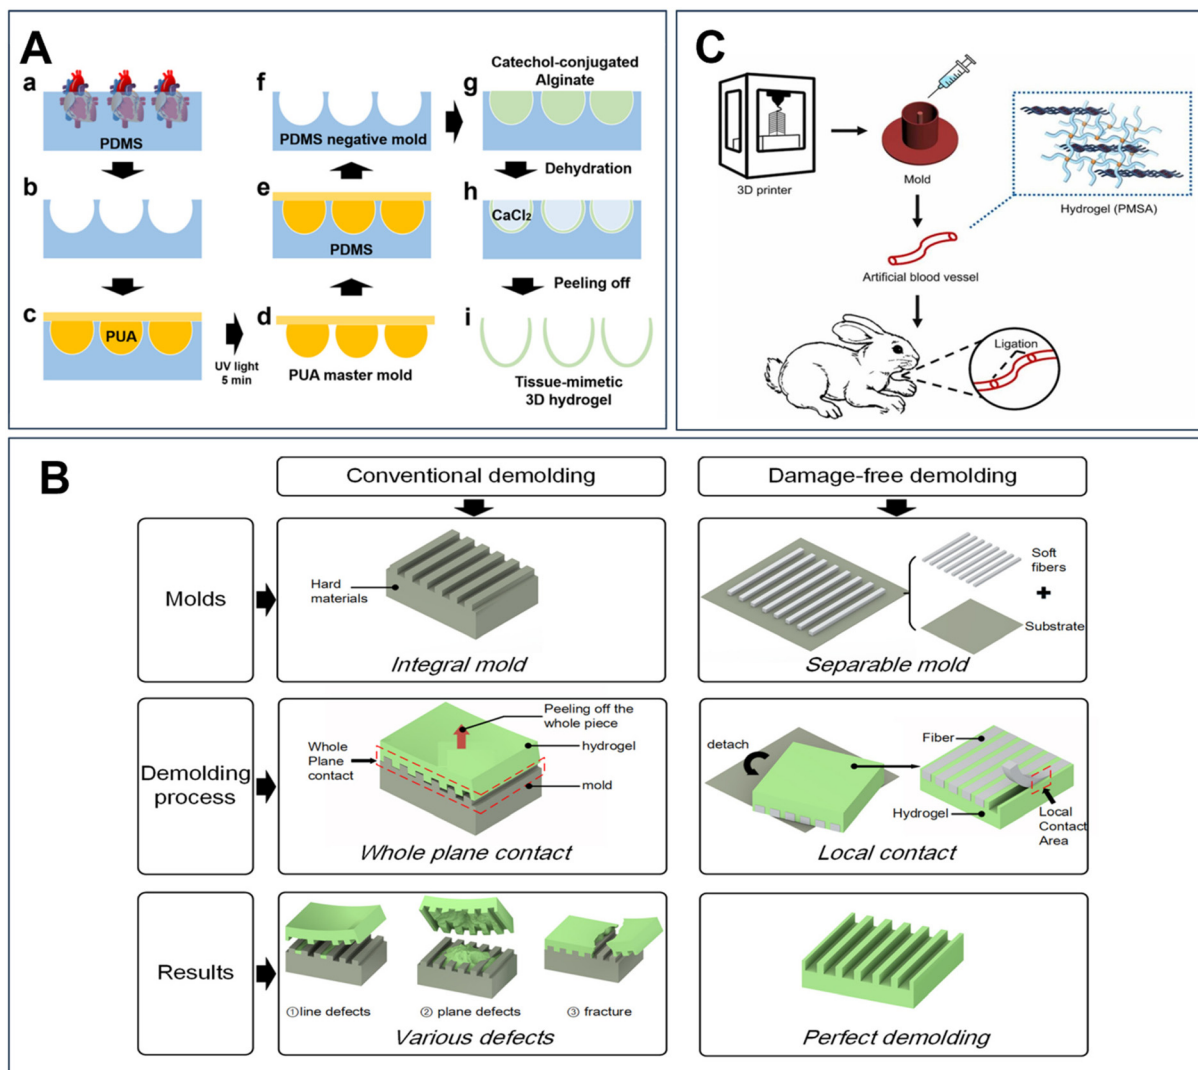 A
a
PDMS
b
c
PUA
UV light
5 min
d
PUA master mold
e
PDMS
f
PDMS negative mold
Catechol-conjugated
Alginate
g
Dehydration
h
CaCl₂
Peeling off
i
Tissue-mimetic
3D hydrogel
C
3D printer
Mold
Hydrogel (PMSA)
Artificial blood vessel
Ligation
B
Conventional demolding
Damage-free demolding
Molds
Hard
materials
Integral mold
Soft
fibers
+
Substrate
Separable mold
Demolding
process
Whole
Plane
contact
Peeling off the
whole piece
hydrogel
mold
Whole plane contact
detach
Fiber
Hydrogel
Local
Contact
Area
Local contact
Results
①line defects
② plane defects
③ fracture
Various defects
Perfect demolding